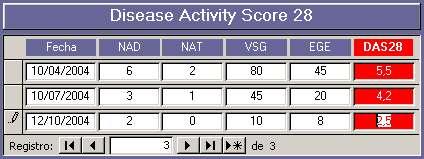 Disease Activity Score 28
Fecha NAD NAT VSG EGE DAS28
10/04/2004 6 2 80 45 5,5
10/07/2004 3 1 45 20 4,2
12/10/2004 2 0 10 8 2,5
Registro: 3 de 3